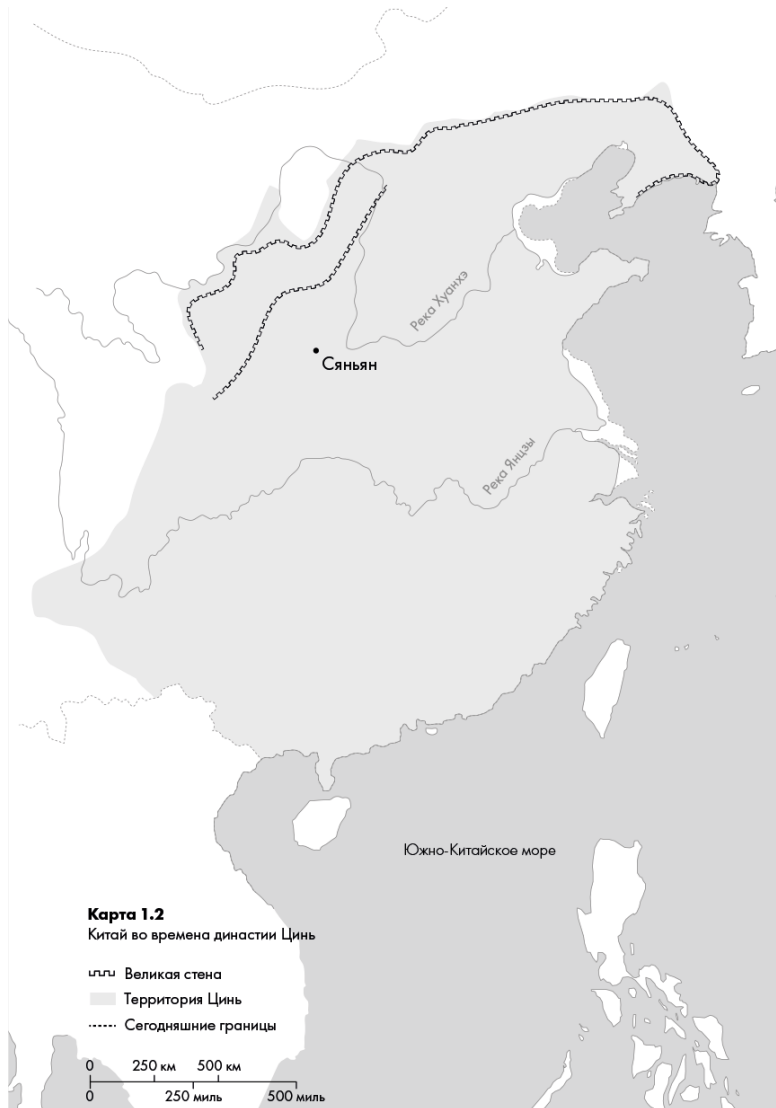 Река Хуанхэ
Сяньян
Река Янцзы
Южно-Китайское море
Карта 1.2
Китай во времена династии Цинь
Великая стена
Территория Цинь
Сегодняшние границы
0 250 км 500 км
0 250 миль 500 миль